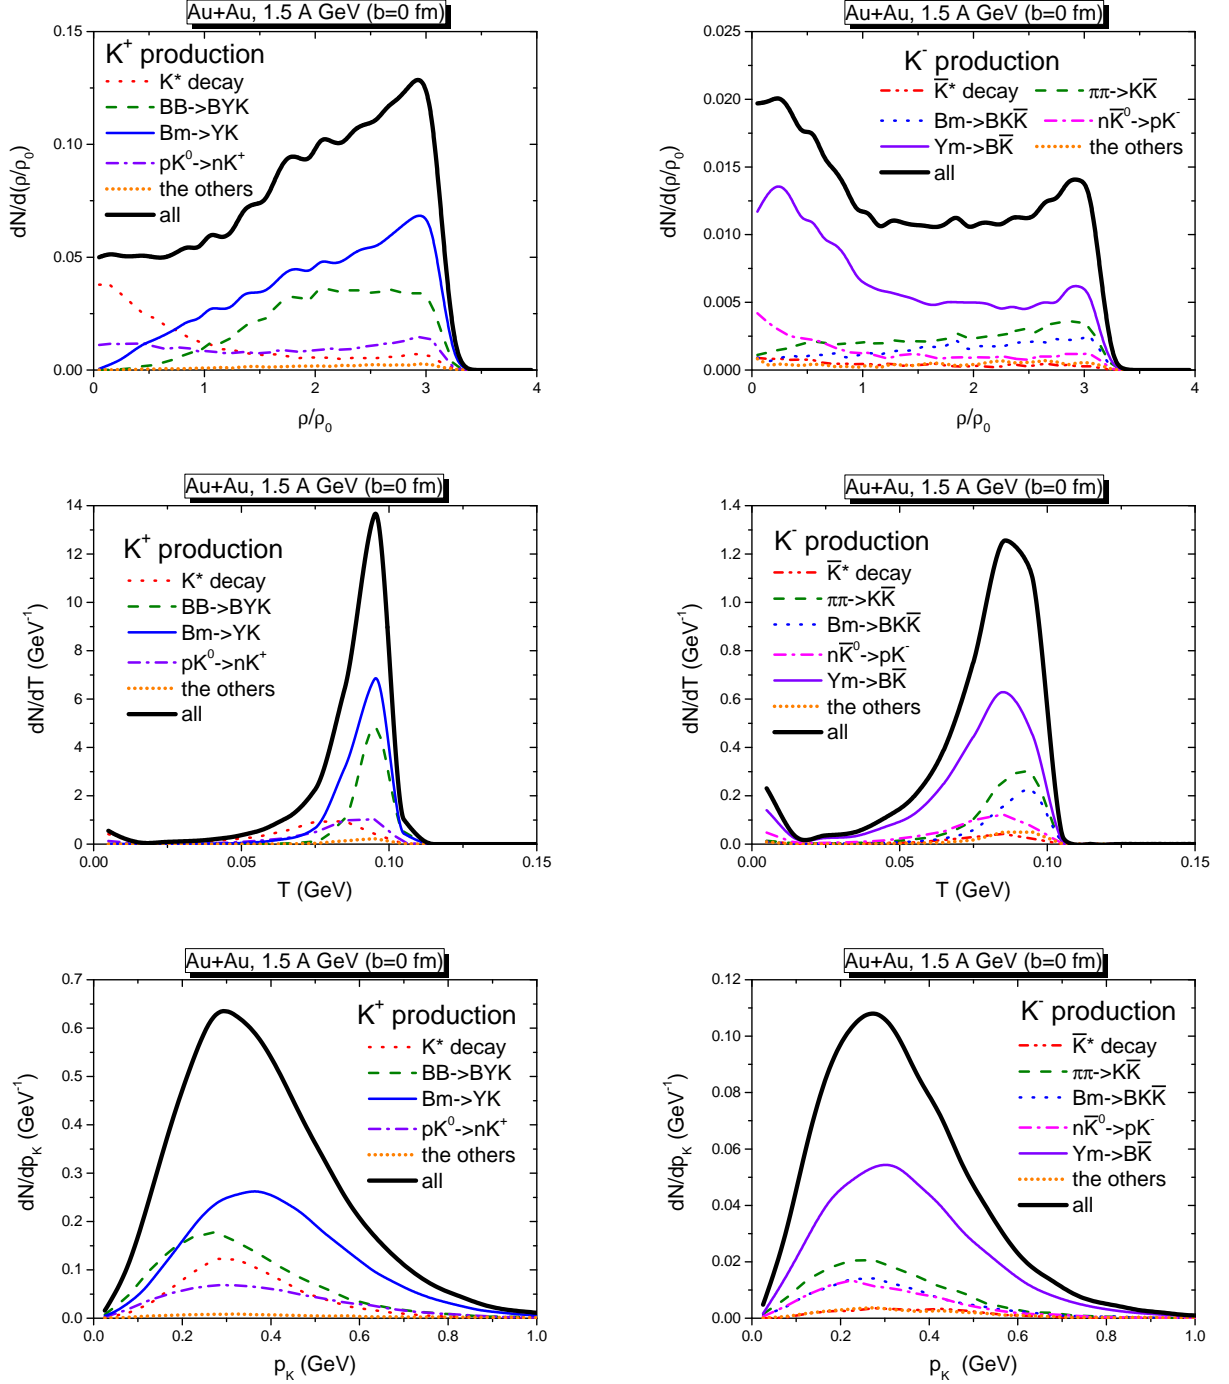 Au+Au, 1.5 A GeV (b=0 fm)
K⁺ production
K* decay
BB->BYK
Bm->YK
pK⁰->nK⁺
the others
all
dN/d(ρ/ρ₀)
0.15
0.10
0.05
0.00
0 1 2 3 4
ρ/ρ₀
Au+Au, 1.5 A GeV (b=0 fm)
K⁻ production
K̅* decay
ππ->KK̅
Bm->BKK̅
nK̅⁰->pK⁻
Ym->BK̅
the others
all
dN/d(ρ/ρ₀)
0.025
0.020
0.015
0.010
0.005
0.000
0 1 2 3 4
ρ/ρ₀
Au+Au, 1.5 A GeV (b=0 fm)
K⁺ production
K* decay
BB->BYK
Bm->YK
pK⁰->nK⁺
the others
all
dN/dT (GeV⁻¹)
14
12
10
8
6
4
2
0
0.00 0.05 0.10 0.15
T (GeV)
Au+Au, 1.5 A GeV (b=0 fm)
K⁻ production
K̅* decay
ππ->KK̅
Bm->BKK̅
nK̅⁰->pK⁻
Ym->BK̅
the others
all
dN/dT (GeV⁻¹)
1.4
1.2
1.0
0.8
0.6
0.4
0.2
0.0
0.00 0.05 0.10 0.15
T (GeV)
Au+Au, 1.5 A GeV (b=0 fm)
K⁺ production
K* decay
BB->BYK
Bm->YK
pK⁰->nK⁺
the others
all
dN/dp_K (GeV⁻¹)
0.7
0.6
0.5
0.4
0.3
0.2
0.1
0.0
0.0 0.2 0.4 0.6 0.8 1.0
p_K (GeV)
Au+Au, 1.5 A GeV (b=0 fm)
K⁻ production
K̅* decay
ππ->KK̅
Bm->BKK̅
nK̅⁰->pK⁻
Ym->BK̅
the others
all
dN/dp_K (GeV⁻¹)
0.12
0.10
0.08
0.06
0.04
0.02
0.00
0.0 0.2 0.4 0.6 0.8 1.0
p_K (GeV)